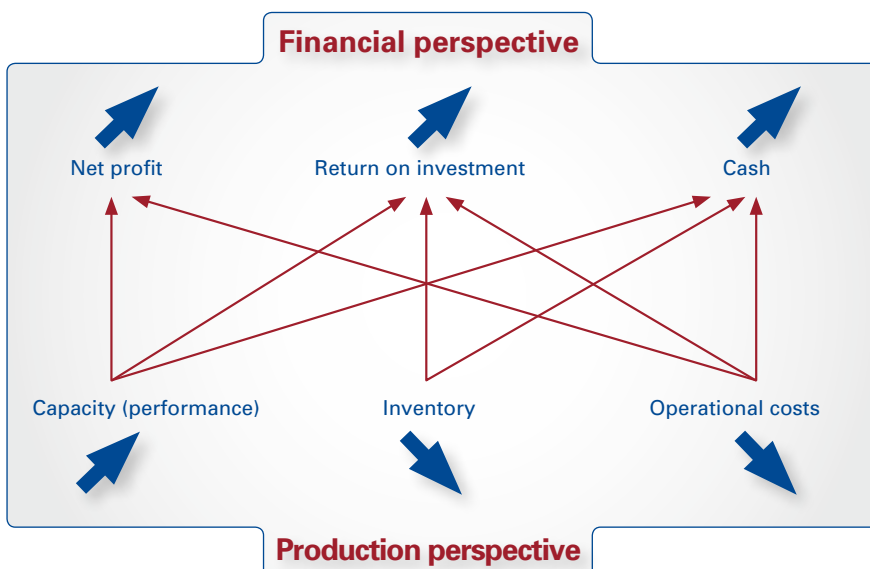 Financial perspective
Net profit
Return on investment
Cash
Capacity (performance)
Inventory
Operational costs
Production perspective